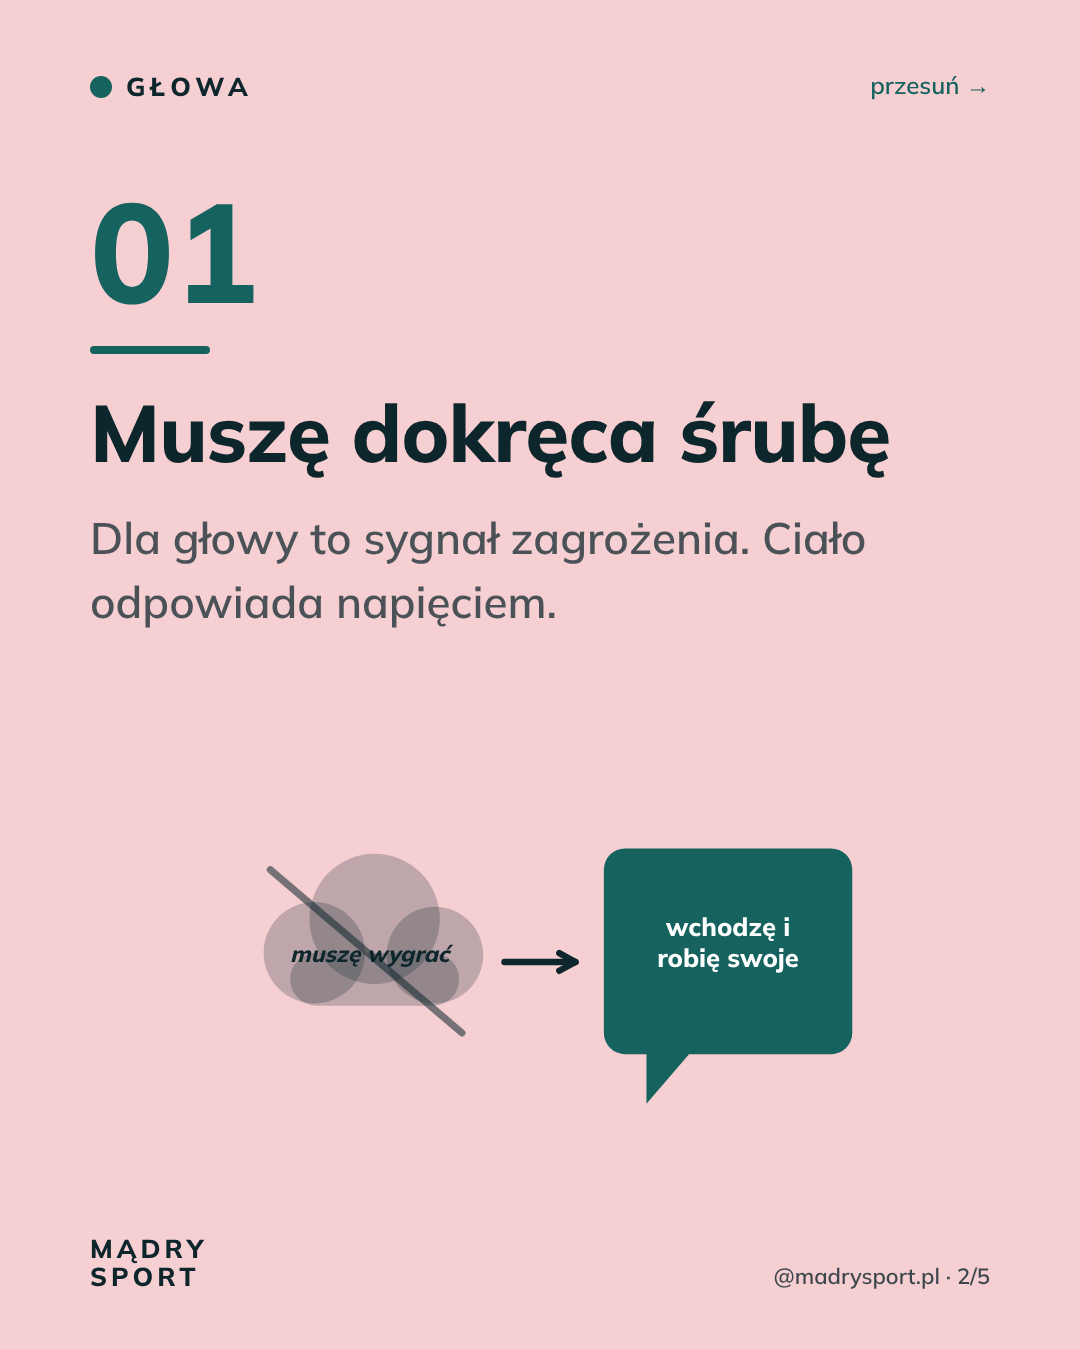 GŁOWA
przesuń →
01
Muszę dokręca śrubę
Dla głowy to sygnał zagrożenia. Ciało
odpowiada napięciem.
muszę wygrać
wchodzę i
robię swoje
MĄDRY
SPORT
@madrysport.pl · 2/5